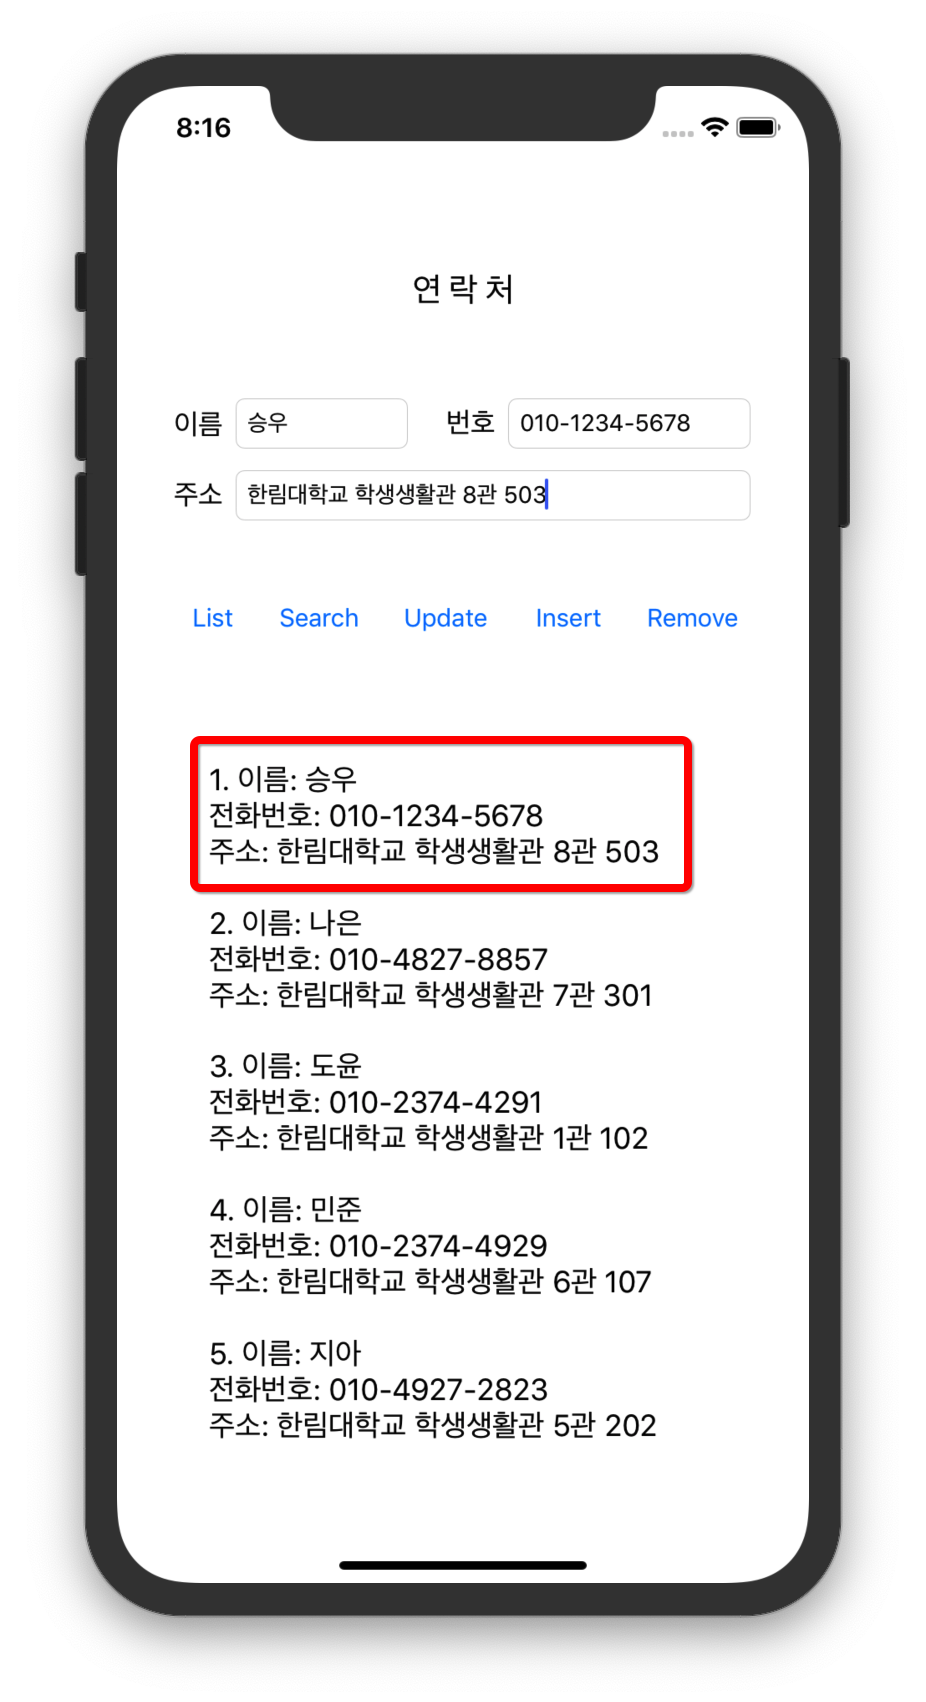 8:16
연 락 처
이름 승우 번호 010-1234-5678
주소 한림대학교 학생생활관 8관 503
List Search Update Insert Remove
1. 이름: 승우
전화번호: 010-1234-5678
주소: 한림대학교 학생생활관 8관 503
2. 이름: 나은
전화번호: 010-4827-8857
주소: 한림대학교 학생생활관 7관 301
3. 이름: 도윤
전화번호: 010-2374-4291
주소: 한림대학교 학생생활관 1관 102
4. 이름: 민준
전화번호: 010-2374-4929
주소: 한림대학교 학생생활관 6관 107
5. 이름: 지아
전화번호: 010-4927-2823
주소: 한림대학교 학생생활관 5관 202